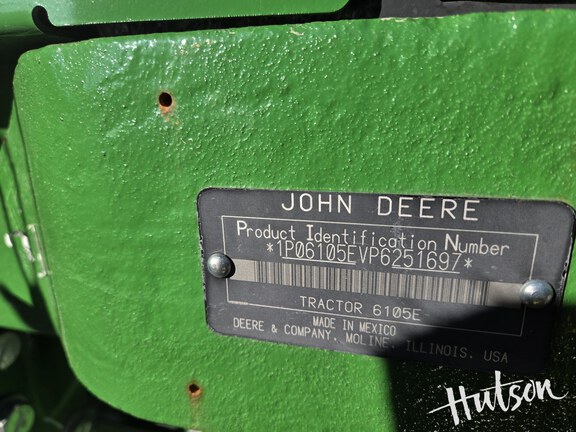 JOHN DEERE
Product Identification Number
*1P06105EVP6251697*
TRACTOR 6105E
MADE IN MEXICO
DEERE & COMPANY, MOLINE, ILLINOIS, USA
Hutson